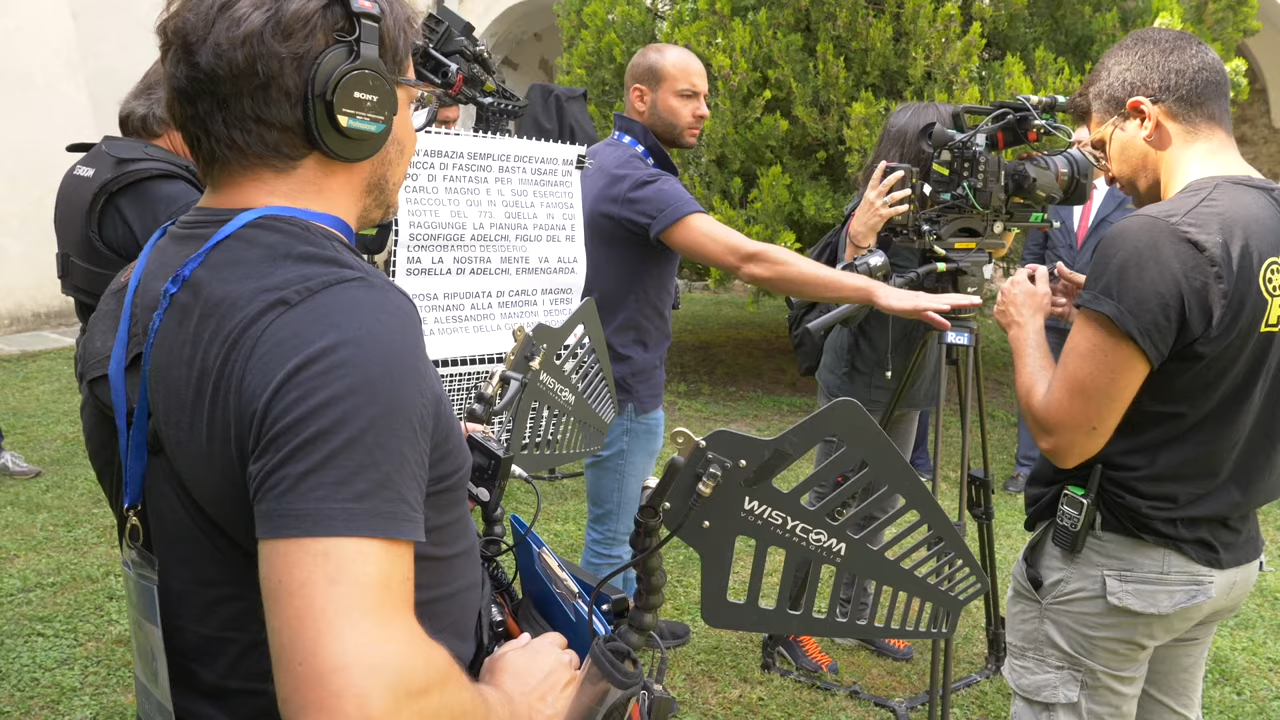 SONY
Professional
N'ABBAZIA SEMPLICE DICEVAMO. MA
RICCA DI FASCINO. BASTA USARE UN
PO' DI FANTASIA PER IMMAGINARCI
CARLO MAGNO E IL SUO ESERCITO
RACCOLTO QUI IN QUELLA FAMOSA
NOTTE DEL 773. QUELLA IN CUI
RAGGIUNGE LA PIANURA PADANA E
SCONFIGGE ADELCHI, FIGLIO DEL RE
LONGOBARDO DESIDERIO
MA LA NOSTRA MENTE VA ALLA
SORELLA DI ADELCHI, ERMENGARDA.
POSA RIPUDIATA DI CARLO MAGNO.
TORNANO ALLA MEMORIA I VERSI
E ALESSANDRO MANZONI DEDICA
LA MORTE DELLA
WISYCOM
Rai
WISYCOM
VOX INFRAGILIS